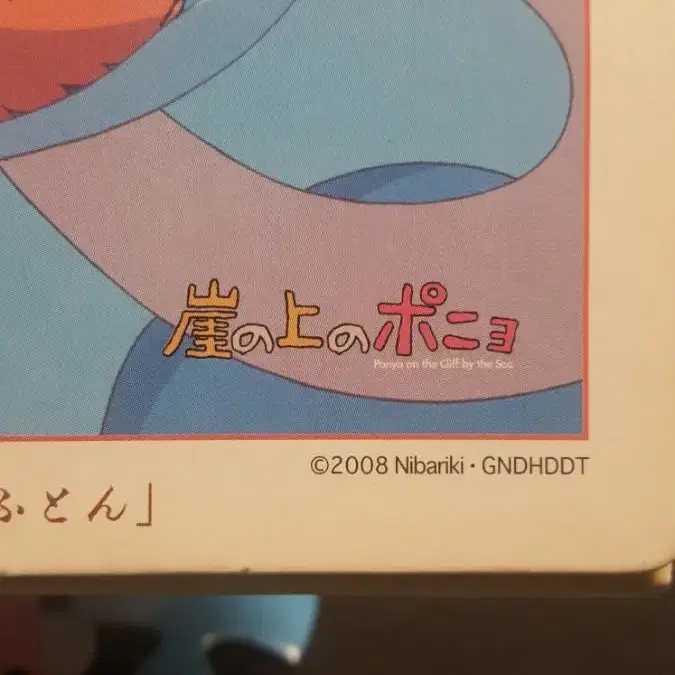 崖の上のポニョ
Ponyo on the Cliff by the Sea
©2008 Nibariki・GNDHDDT
ふとん」